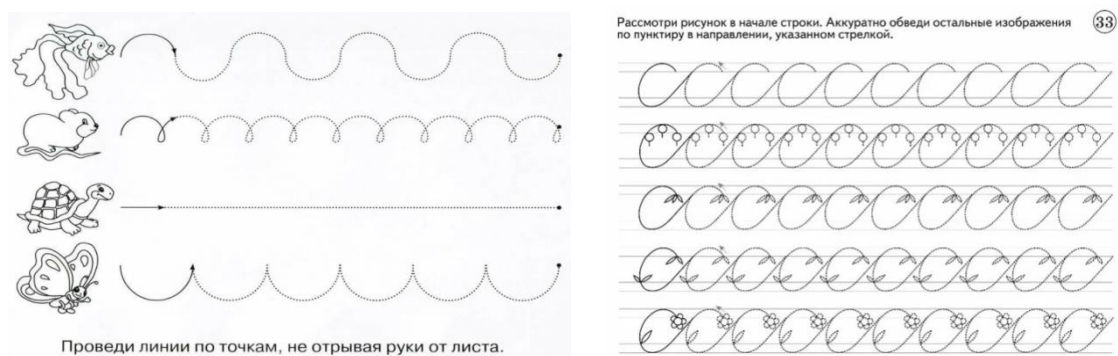 Проведи линии по точкам, не отрывая руки от листа.
Рассмотри рисунок в начале строки. Аккуратно обведи остальные изображения
по пунктиру в направлении, указанном стрелкой.
33